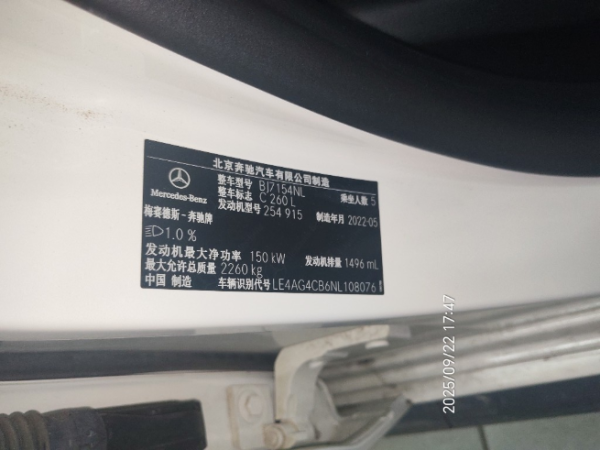 北京奔驰汽车有限公司制造
Mercedes-Benz
整车型号 BJ7154NL 乘坐人数 5
整车标志 C 260 L
发动机型号 254 915 制造年月 2022-05
梅赛德斯-奔驰牌
1.0 %
发动机最大净功率 150 kW 发动机排量 1496 mL
最大允许总质量 2260 kg
中国 制造 车辆识别代号 LE4AG4CB6NL108076
2025/09/22 17:47